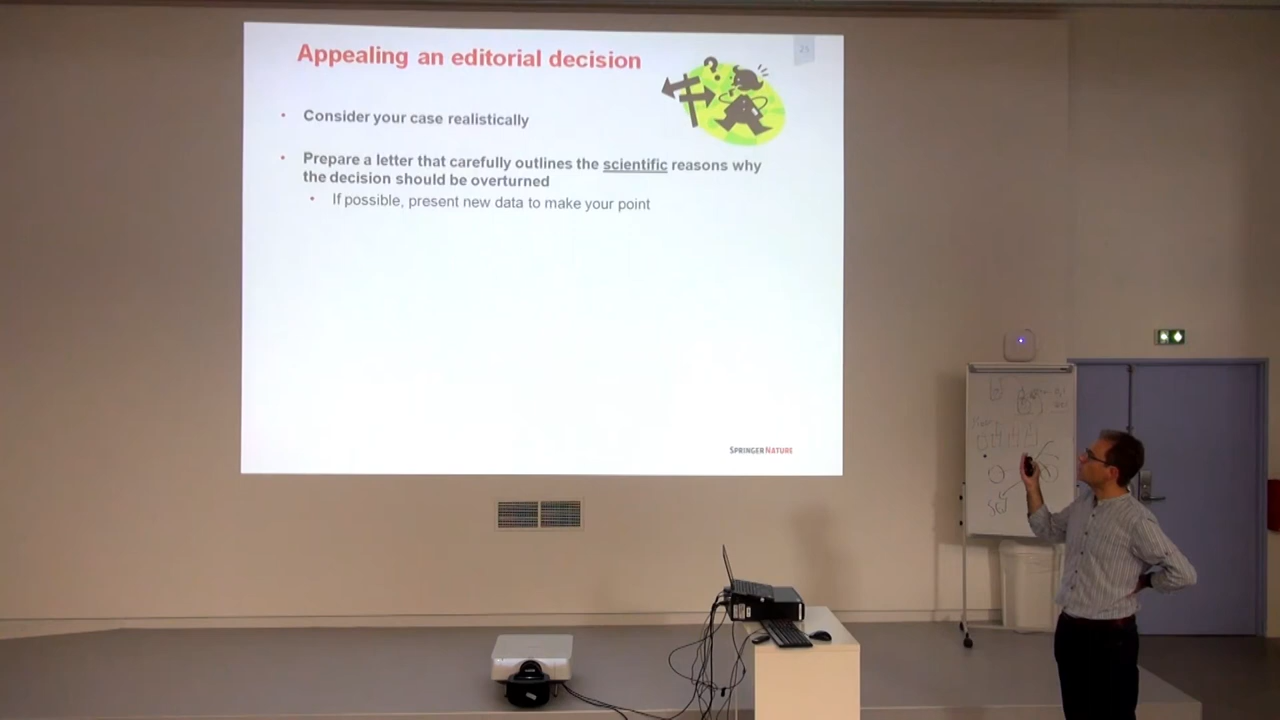 25
Appealing an editorial decision
• Consider your case realistically
• Prepare a letter that carefully outlines the scientific reasons why
the decision should be overturned
• If possible, present new data to make your point
SPRINGER NATURE